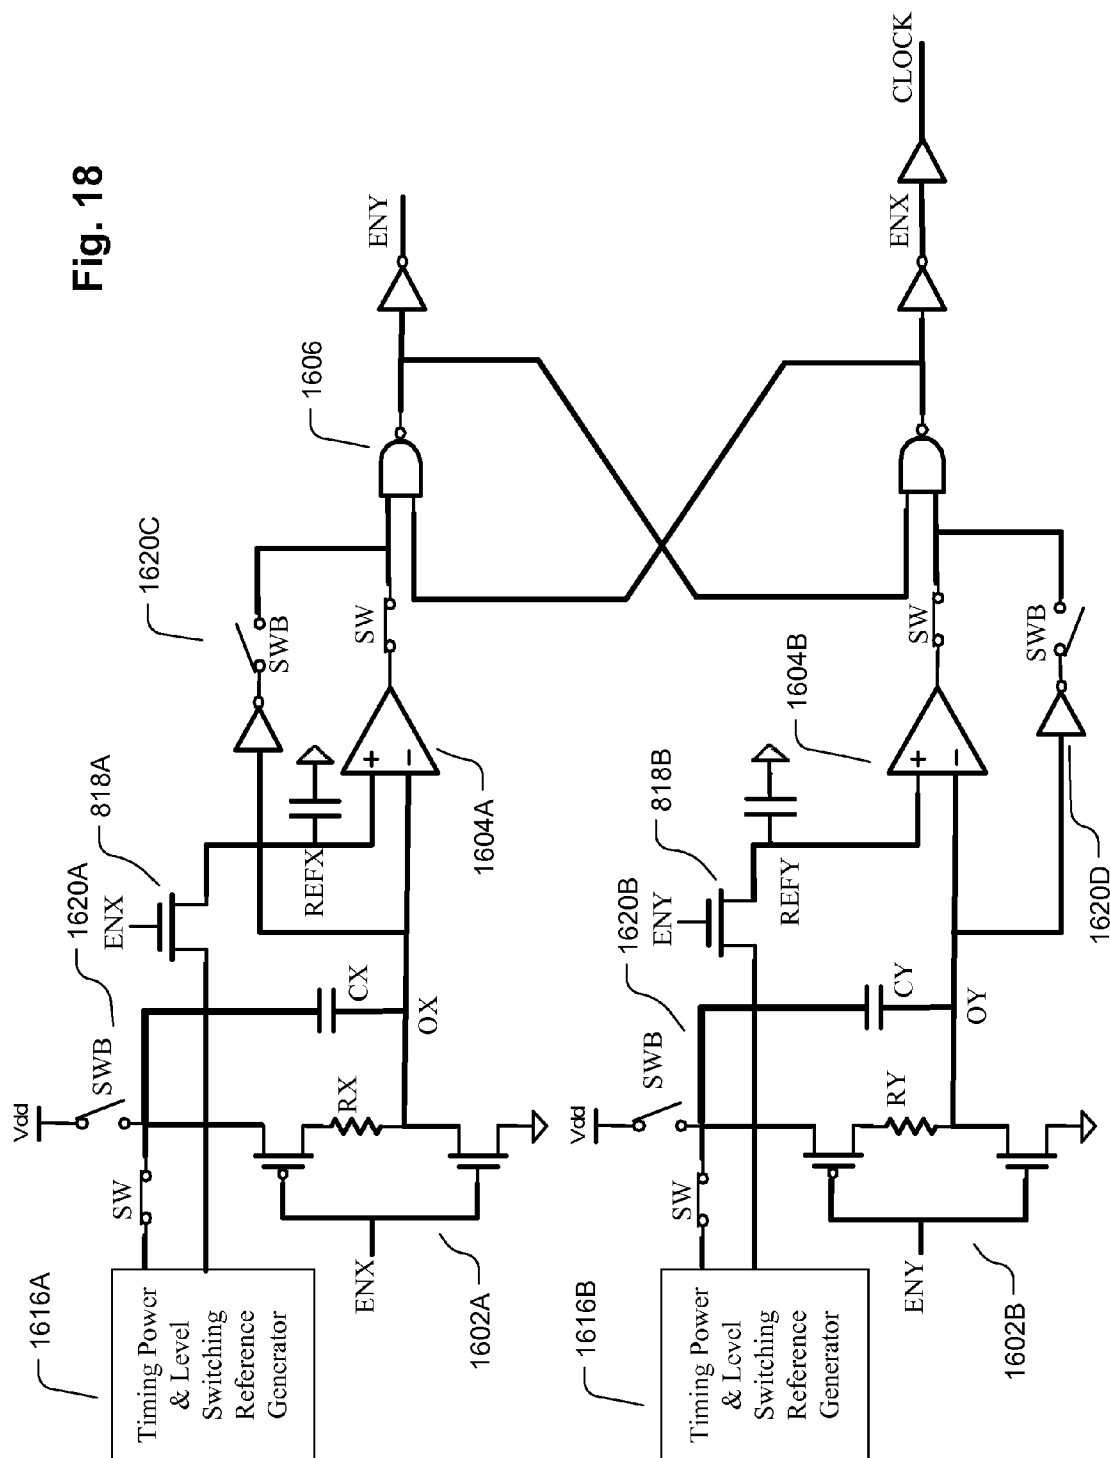 Fig. 18
1616A
Timing Power
& Level
Switching
Reference
Generator
SW
Vdd
SWB
1620A
ENX
818A
1620C
SWB
1606
ENY
REFX
CX
OX
RX
ENX
1602A
+
−
1604A
SW
1616B
Timing Power
& Level
Switching
Reference
Generator
SW
Vdd
SWB
1620B
ENY
818B
REFY
CY
OY
RY
ENY
1602B
+
−
1604B
SW
SWB
1620D
ENX
CLOCK